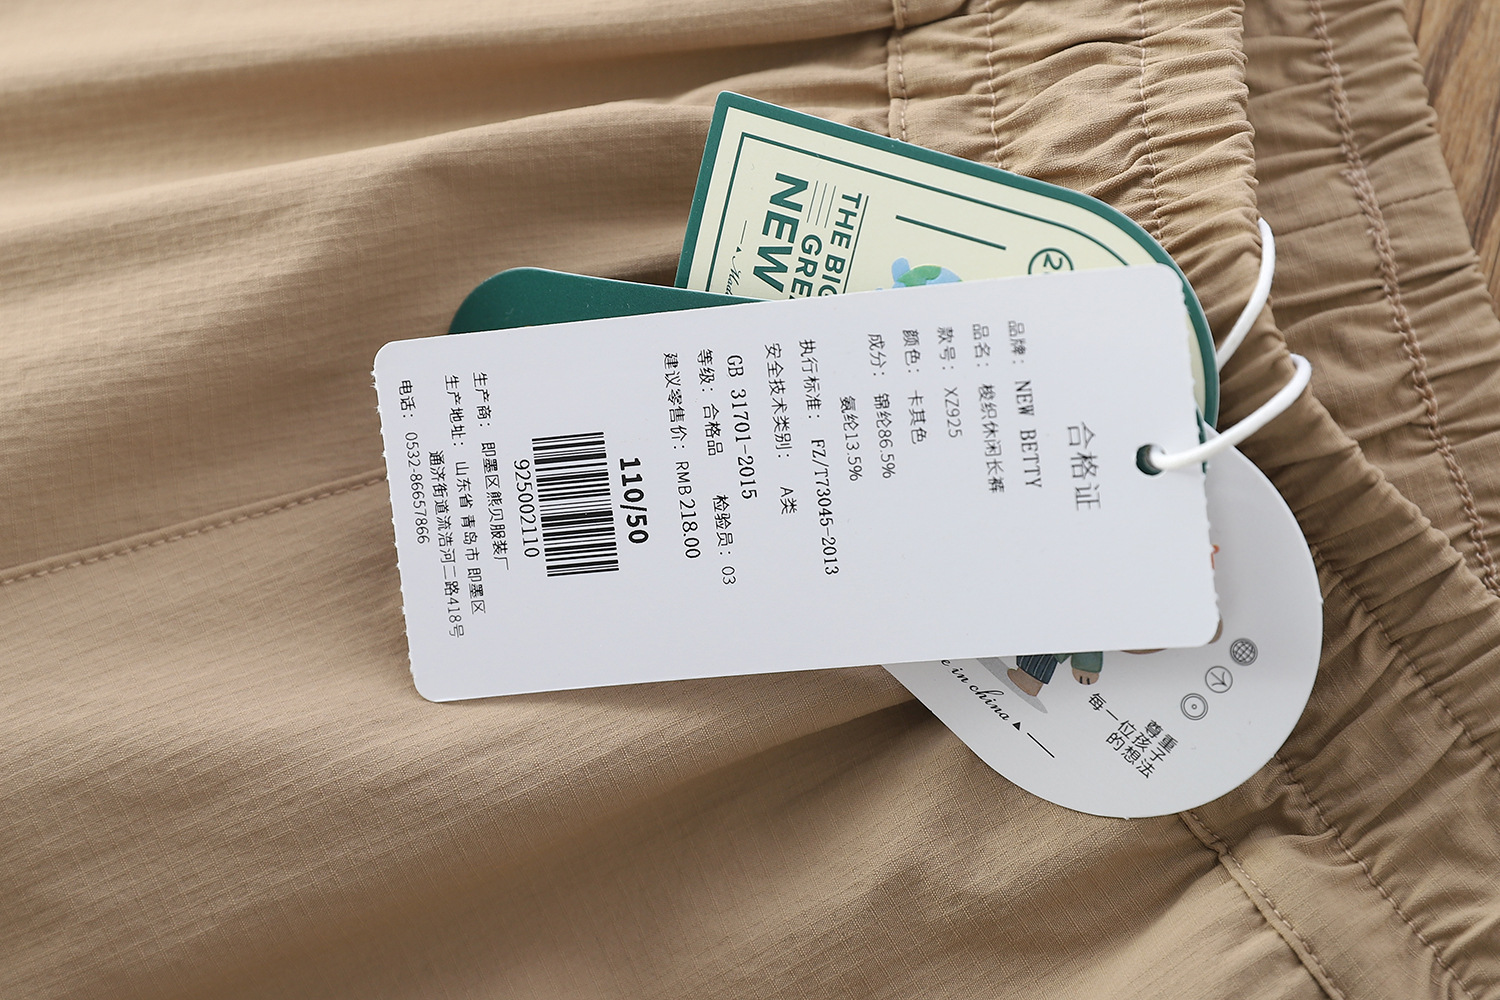 合格证
品牌： NEW BETTY
品名： 梭织休闲长裤
款号： XZ925
颜色： 卡其色
成分： 锦纶86.5%
氨纶13.5%
执行标准： FZ/T73045-2013
安全技术类别： A类
GB 31701-2015
等级： 合格品 检验员：03
建议零售价： RMB 218.00
110/50
925002110
生产商： 即墨区熊贝服装厂
生产地址： 山东省 青岛市 即墨区
通济街道流浩河二路418号
电话： 0532-86657866
THE BIG
GREA
NEW
in china
尊重
每一位孩子
的想法